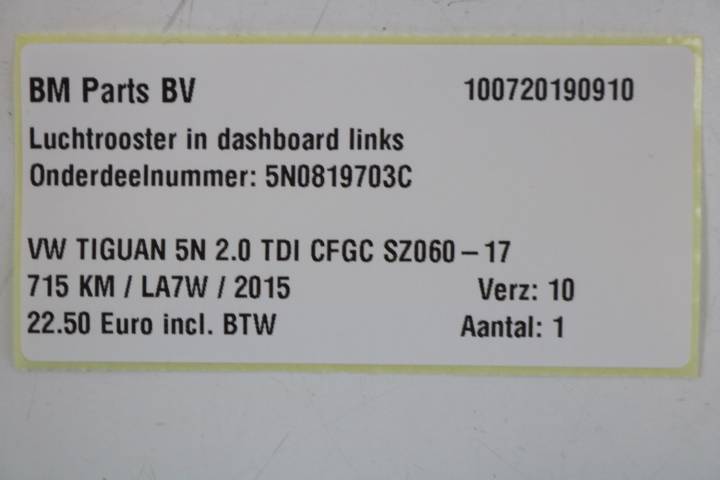 BM Parts BV 100720190910
Luchtrooster in dashboard links
Onderdeelnummer: 5N0819703C
VW TIGUAN 5N 2.0 TDI CFGC SZ060-17
715 KM / LA7W / 2015 Verz: 10
22.50 Euro incl. BTW Aantal: 1